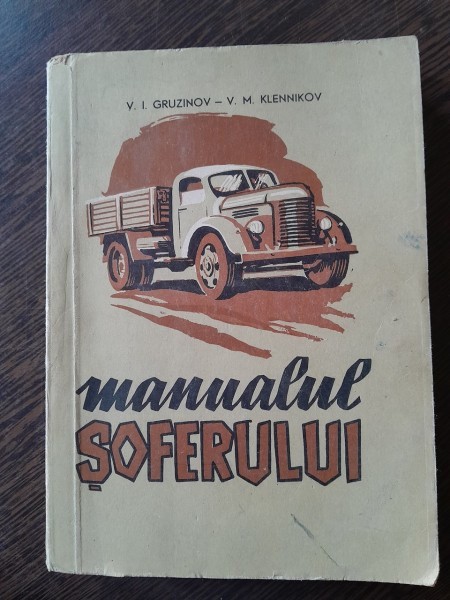 V. I. GRUZINOV – V. M. KLENNIKOV
manualul
ȘOFERULUI